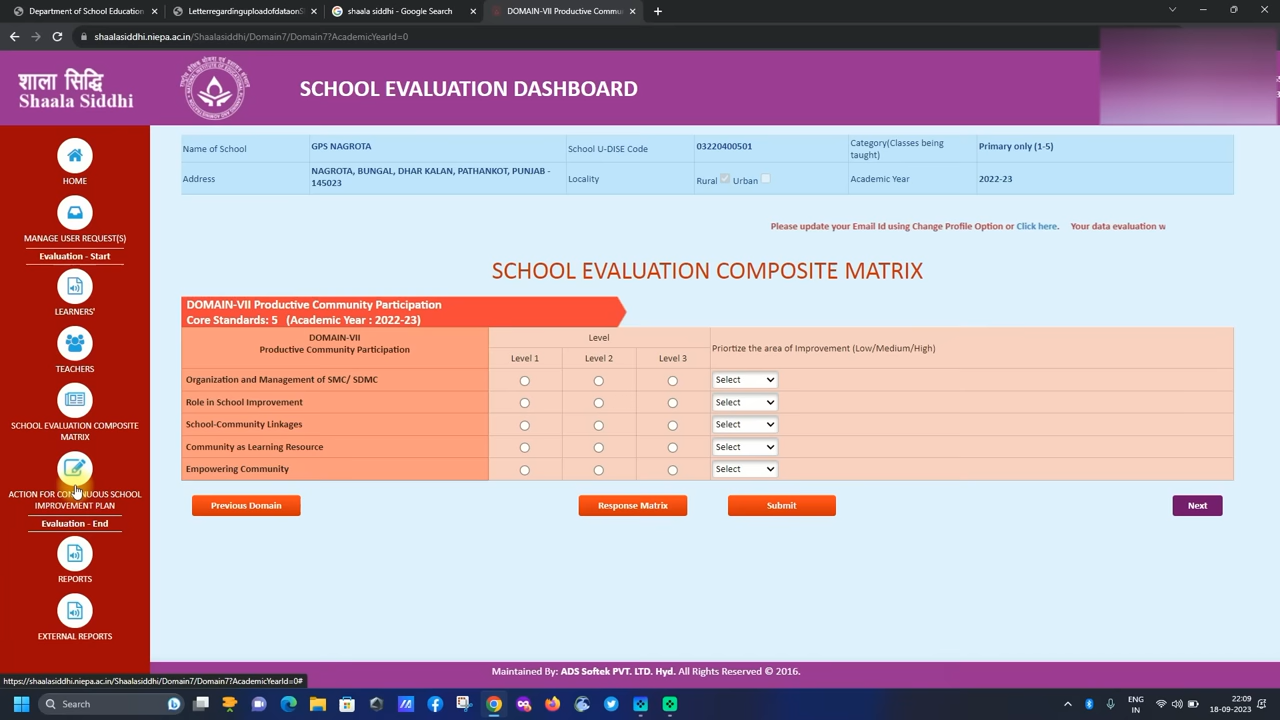 Department of School Education
Letterregardinguploadofdataon
shaala siddhi - Google Search
DOMAIN-VII Productive Commun
shaalasiddhi.niepa.ac.in/Shaalasiddhi/Domain7/Domain7?AcademicYearId=0
शाला सिद्धि
Shaala Siddhi
SCHOOL EVALUATION DASHBOARD
HOME
MANAGE USER REQUEST(S)
Evaluation - Start
LEARNERS'
TEACHERS
SCHOOL EVALUATION COMPOSITE
MATRIX
ACTION FOR CONTINUOUS SCHOOL
IMPROVEMENT PLAN
Evaluation - End
REPORTS
EXTERNAL REPORTS
Name of School GPS NAGROTA School U-DISE Code 03220400501 Category(Classes being taught) Primary only (1-5)
Address NAGROTA, BUNGAL, DHAR KALAN, PATHANKOT, PUNJAB - 145023 Locality Rural Urban Academic Year 2022-23
Please update your Email Id using Change Profile Option or Click here. Your data evaluation w
SCHOOL EVALUATION COMPOSITE MATRIX
DOMAIN-VII Productive Community Participation
Core Standards: 5 (Academic Year : 2022-23)
DOMAIN-VII
Productive Community Participation
Level
Level 1 Level 2 Level 3
Priortize the area of Improvement (Low/Medium/High)
Organization and Management of SMC/ SDMC Select
Role in School Improvement Select
School-Community Linkages Select
Community as Learning Resource Select
Empowering Community Select
Previous Domain Response Matrix Submit Next
Maintained By: ADS Softek PVT. LTD. Hyd. All Rights Reserved © 2016.
https://shaalasiddhi.niepa.ac.in/Shaalasiddhi/Domain7/Domain7?AcademicYearId=0#
Search
ENG
IN
22:09
18-09-2023